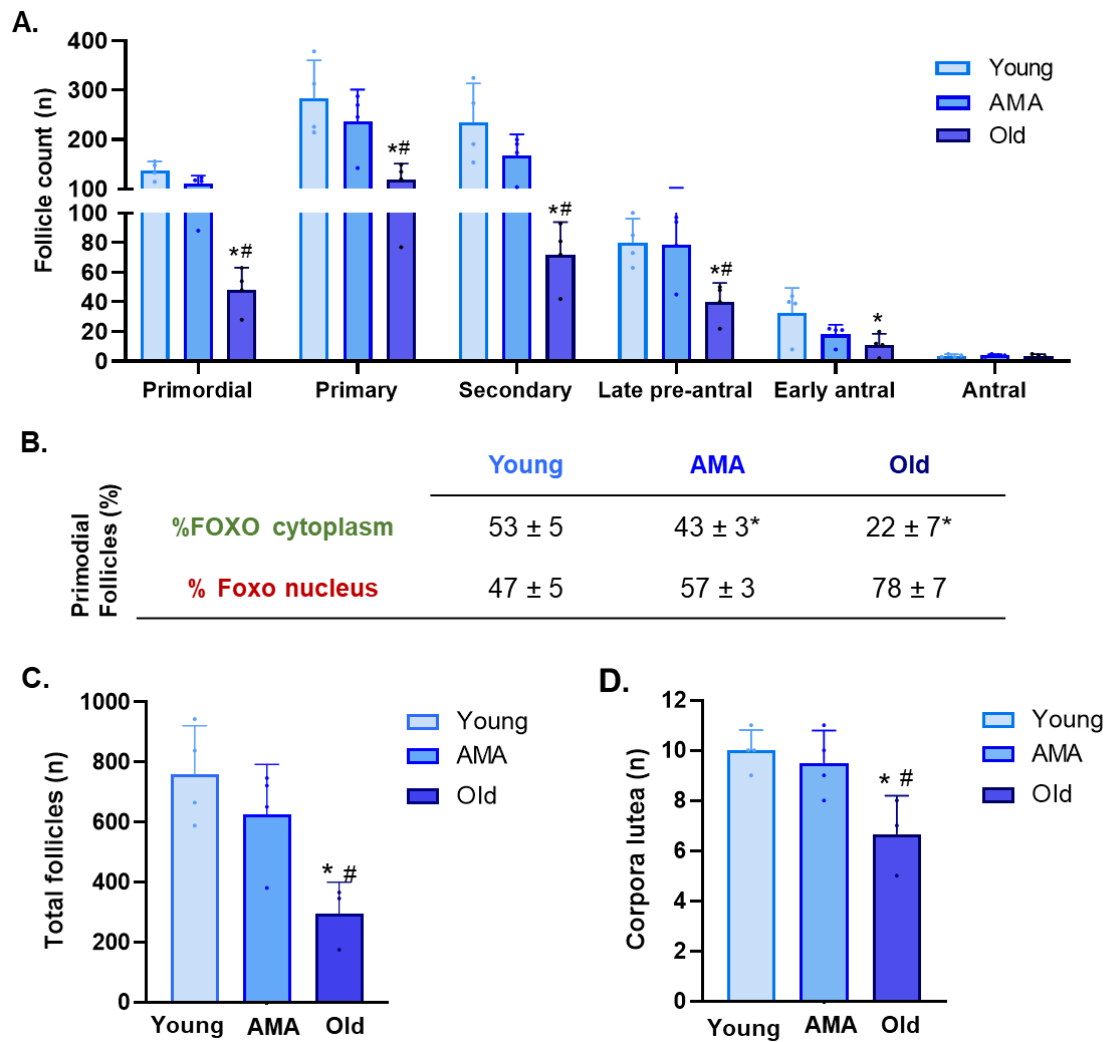 A.
400
300
200
100
100
80
60
40
20
0
Follicle count (n)
Young
AMA
Old
*#
*#
*#
*#
*
Primordial
Primary
Secondary
Late pre-antral
Early antral
Antral
B.
Young
AMA
Old
Primodial
Follicles (%)
%FOXO cytoplasm
53 ± 5
43 ± 3*
22 ± 7*
% Foxo nucleus
47 ± 5
57 ± 3
78 ± 7
C.
1000
800
600
400
200
0
Total follicles (n)
Young
AMA
Old
* #
Young
AMA
Old
D.
12
10
8
6
4
2
0
Corpora lutea (n)
Young
AMA
Old
* #
Young
AMA
Old